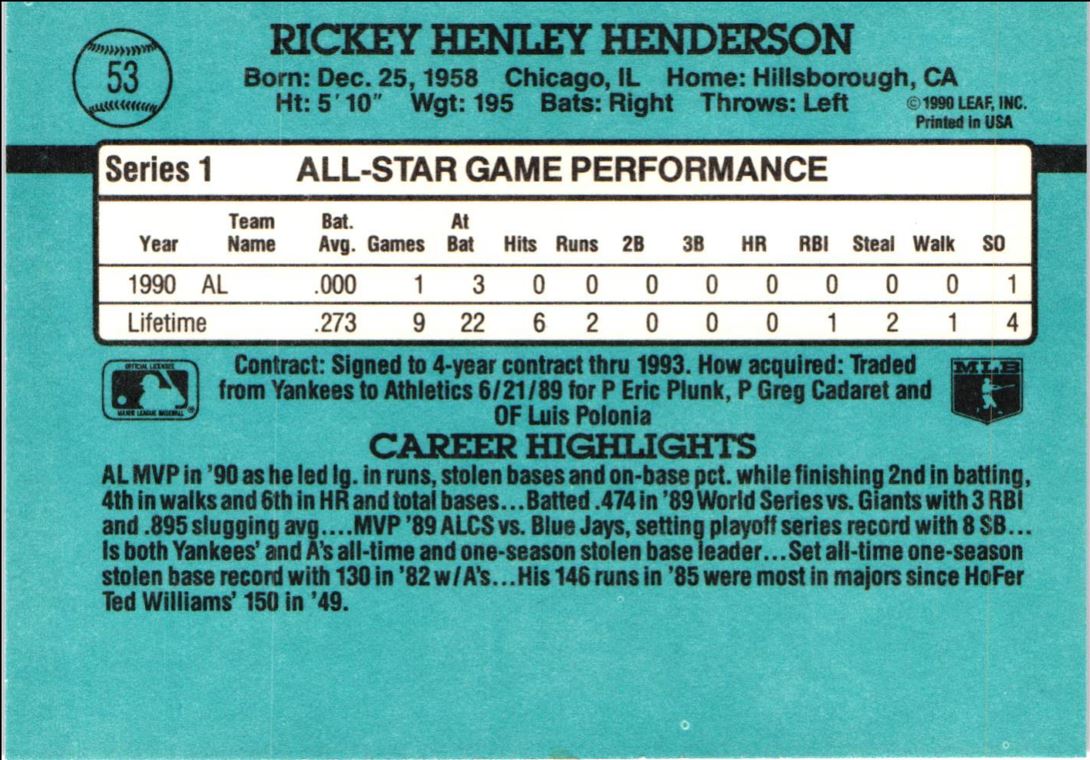 53
RICKEY HENLEY HENDERSON
Born: Dec. 25, 1958 Chicago, IL Home: Hillsborough, CA
Ht: 5' 10" Wgt: 195 Bats: Right Throws: Left
©1990 LEAF, INC.
Printed in USA
Series 1 ALL-STAR GAME PERFORMANCE
Year Team Name Bat. Avg. Games At Bat Hits Runs 2B 3B HR RBI Steal Walk SO
1990 AL .000 1 3 0 0 0 0 0 0 0 0 1
Lifetime .273 9 22 6 2 0 0 0 1 2 1 4
OFFICIAL LICENSEE
MAJOR LEAGUE BASEBALL ®
Contract: Signed to 4-year contract thru 1993. How acquired: Traded
from Yankees to Athletics 6/21/89 for P Eric Plunk, P Greg Cadaret and
OF Luis Polonia
MLB
CAREER HIGHLIGHTS
AL MVP in '90 as he led lg. in runs, stolen bases and on-base pct. while finishing 2nd in batting,
4th in walks and 6th in HR and total bases...Batted .474 in '89 World Series vs. Giants with 3 RBI
and .895 slugging avg....MVP '89 ALCS vs. Blue Jays, setting playoff series record with 8 SB...
Is both Yankees' and A's all-time and one-season stolen base leader...Set all-time one-season
stolen base record with 130 in '82 w/A's...His 146 runs in '85 were most in majors since HoFer
Ted Williams' 150 in '49.